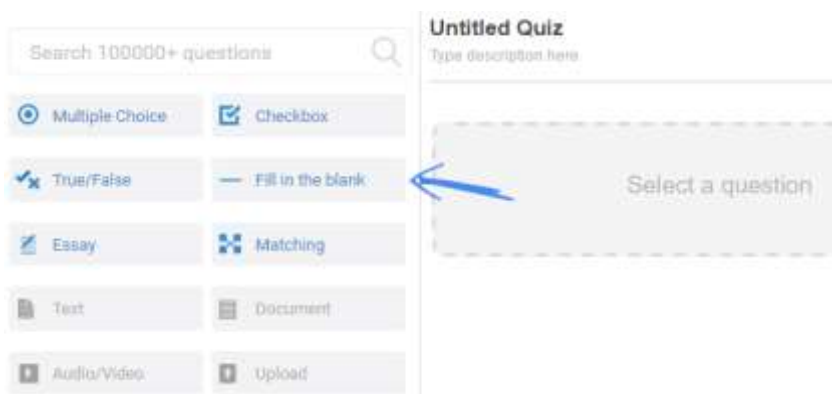 Untitled Quiz
Type description here.
Search 100000+ questions
Multiple Choice
Checkbox
True/False
Fill in the blank
Select a question
Essay
Matching
Text
Document
Audio/Video
Upload